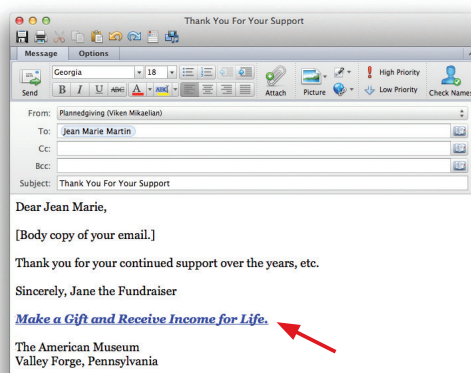 Thank You For Your Support
Message Options
Georgia 18
Send B I U ABC A ABC Attach Picture High Priority
Low Priority Check Names
From: Plannedgiving (Viken Mikaelian)
To: Jean Marie Martin
Cc:
Bcc:
Subject: Thank You For Your Support
Dear Jean Marie,
[Body copy of your email.]
Thank you for your continued support over the years, etc.
Sincerely, Jane the Fundraiser
Make a Gift and Receive Income for Life.
The American Museum
Valley Forge, Pennsylvania